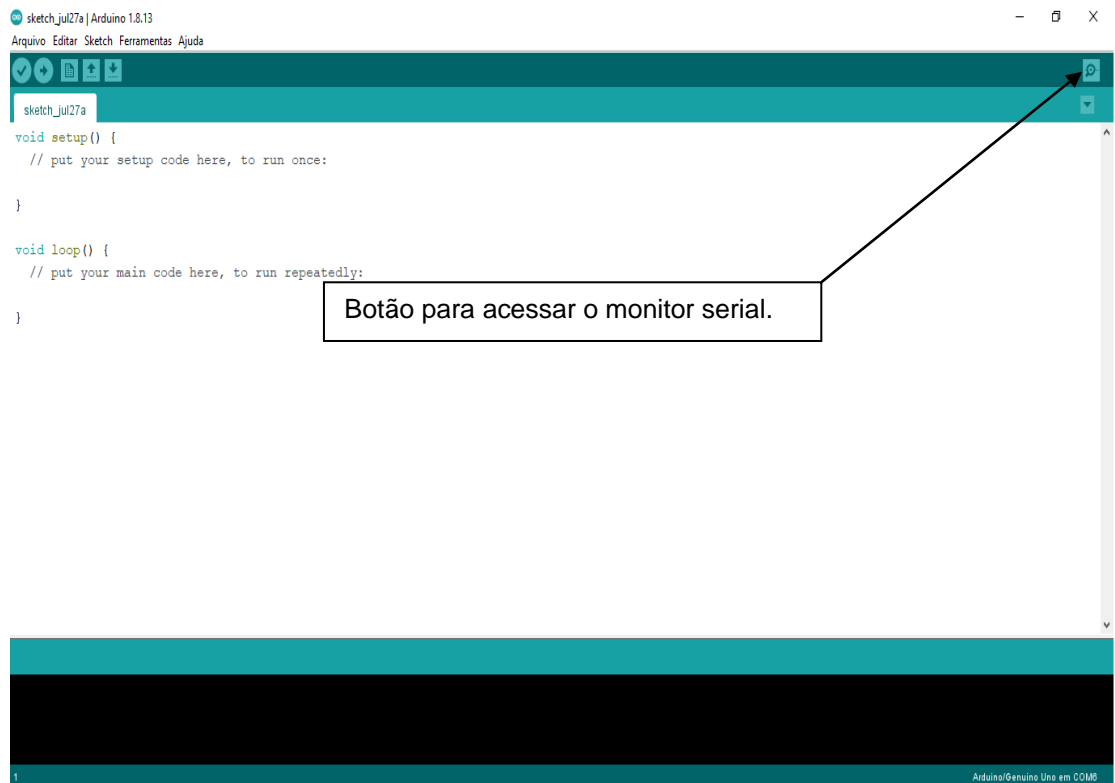 sketch_jul27a | Arduino 1.8.13
Arquivo Editar Sketch Ferramentas Ajuda
sketch_jul27a
void setup() {
// put your setup code here, to run once:
}
void loop() {
// put your main code here, to run repeatedly:
}
Botão para acessar o monitor serial.
1
Arduino/Genuino Uno em COM6